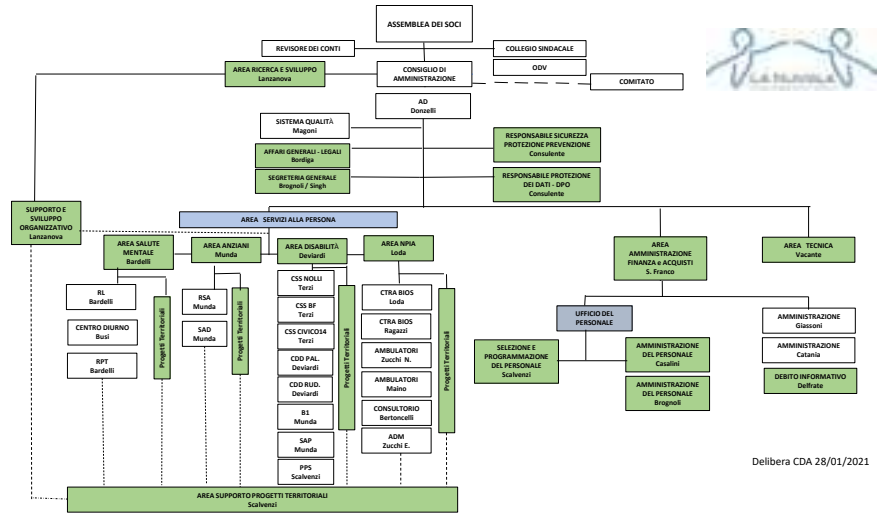 ASSEMBLEA DEI SOCI
REVISORE DEI CONTI
COLLEGIO SINDACALE
AREA RICERCA E SVILUPPO
Lanzanova
CONSIGLIO DI
AMMINISTRAZIONE
ODV
COMITATO
LA NUVOLA
AD
Donzelli
SISTEMA QUALITÀ
Magoni
AFFARI GENERALI - LEGALI
Bordiga
RESPONSABILE SICUREZZA
PROTEZIONE PREVENZIONE
Consulente
SEGRETERIA GENERALE
Brognoli / Singh
RESPONSABILE PROTEZIONE
DEI DATI - DPO
Consulente
SUPPORTO E
SVILUPPO
ORGANIZZATIVO
Lanzanova
AREA SERVIZI ALLA PERSONA
AREA SALUTE
MENTALE
Bardelli
AREA ANZIANI
Munda
AREA DISABILITÀ
Deviardi
AREA NPIA
Loda
AREA
AMMINISTRAZIONE
FINANZA e ACQUISTI
S. Franco
AREA TECNICA
Vacante
RL
Bardelli
CENTRO DIURNO
Busi
RPT
Bardelli
Progetti Territoriali
RSA
Munda
SAD
Munda
Progetti Territoriali
CSS NOLLI
Terzi
CSS BF
Terzi
CSS CIVICO14
Terzi
CDD PAL.
Deviardi
CDD RUD.
Deviardi
B1
Munda
SAP
Munda
PPS
Scalvenzi
Progetti Territoriali
CTRA BIOS
Loda
CTRA BIOS
Ragazzi
AMBULATORI
Zucchi N.
AMBULATORI
Maino
CONSULTORIO
Bertoncelli
ADM
Zucchi E.
Progetti Territoriali
UFFICIO DEL
PERSONALE
SELEZIONE E
PROGRAMMAZIONE
DEL PERSONALE
Scalvenzi
AMMINISTRAZIONE
DEL PERSONALE
Casalini
AMMINISTRAZIONE
DEL PERSONALE
Brognoli
AMMINISTRAZIONE
Giassoni
AMMINISTRAZIONE
Catania
DEBITO INFORMATIVO
Delfrate
Delibera CDA 28/01/2021
AREA SUPPORTO PROGETTI TERRITORIALI
Scalvenzi